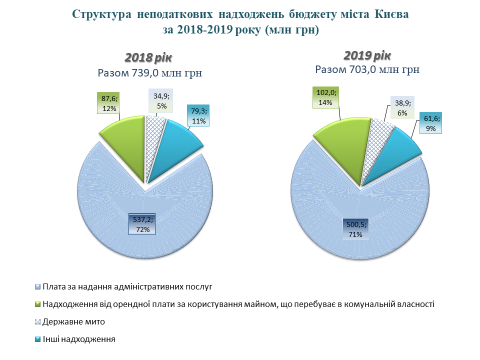 Структура неподаткових надходжень бюджету міста Києва
за 2018-2019 року (млн грн)
2018 рік
Разом 739,0 млн грн
87,6;
12%
34,9;
5%
79,3;
11%
537,2;
72%
2019 рік
Разом 703,0 млн грн
102,0;
14%
38,9;
6%
61,6;
9%
500,5;
71%
Плата за надання адміністративних послуг
Надходження від орендної плати за користування майном, що перебуває в комунальній власності
Державне мито
Інші надходження